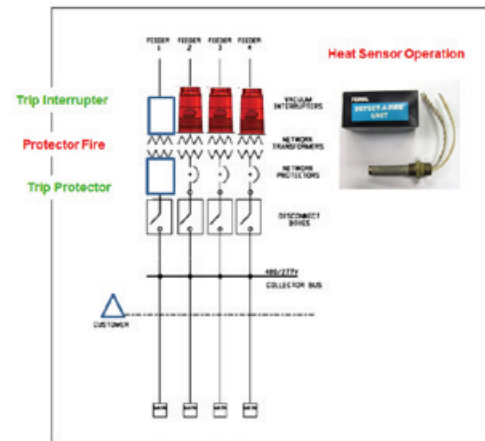 FEEDER FEEDER FEEDER FEEDER
1 2 3 4
Heat Sensor Operation
Trip Interrupter
VACUUM
INTERRUPTERS
DETECT-A-FIRE
UNIT
Protector Fire
NETWORK
TRANSFORMERS
Trip Protector
NETWORK
PROTECTORS
DISCONNECT
BOXES
480/277V
COLLECTOR BUS
CUSTOMER